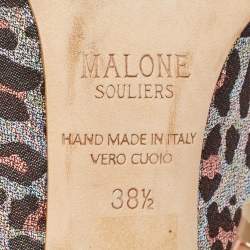 MALONE
SOULIERS
HAND MADE IN ITALY
VERO CUOIO
38½